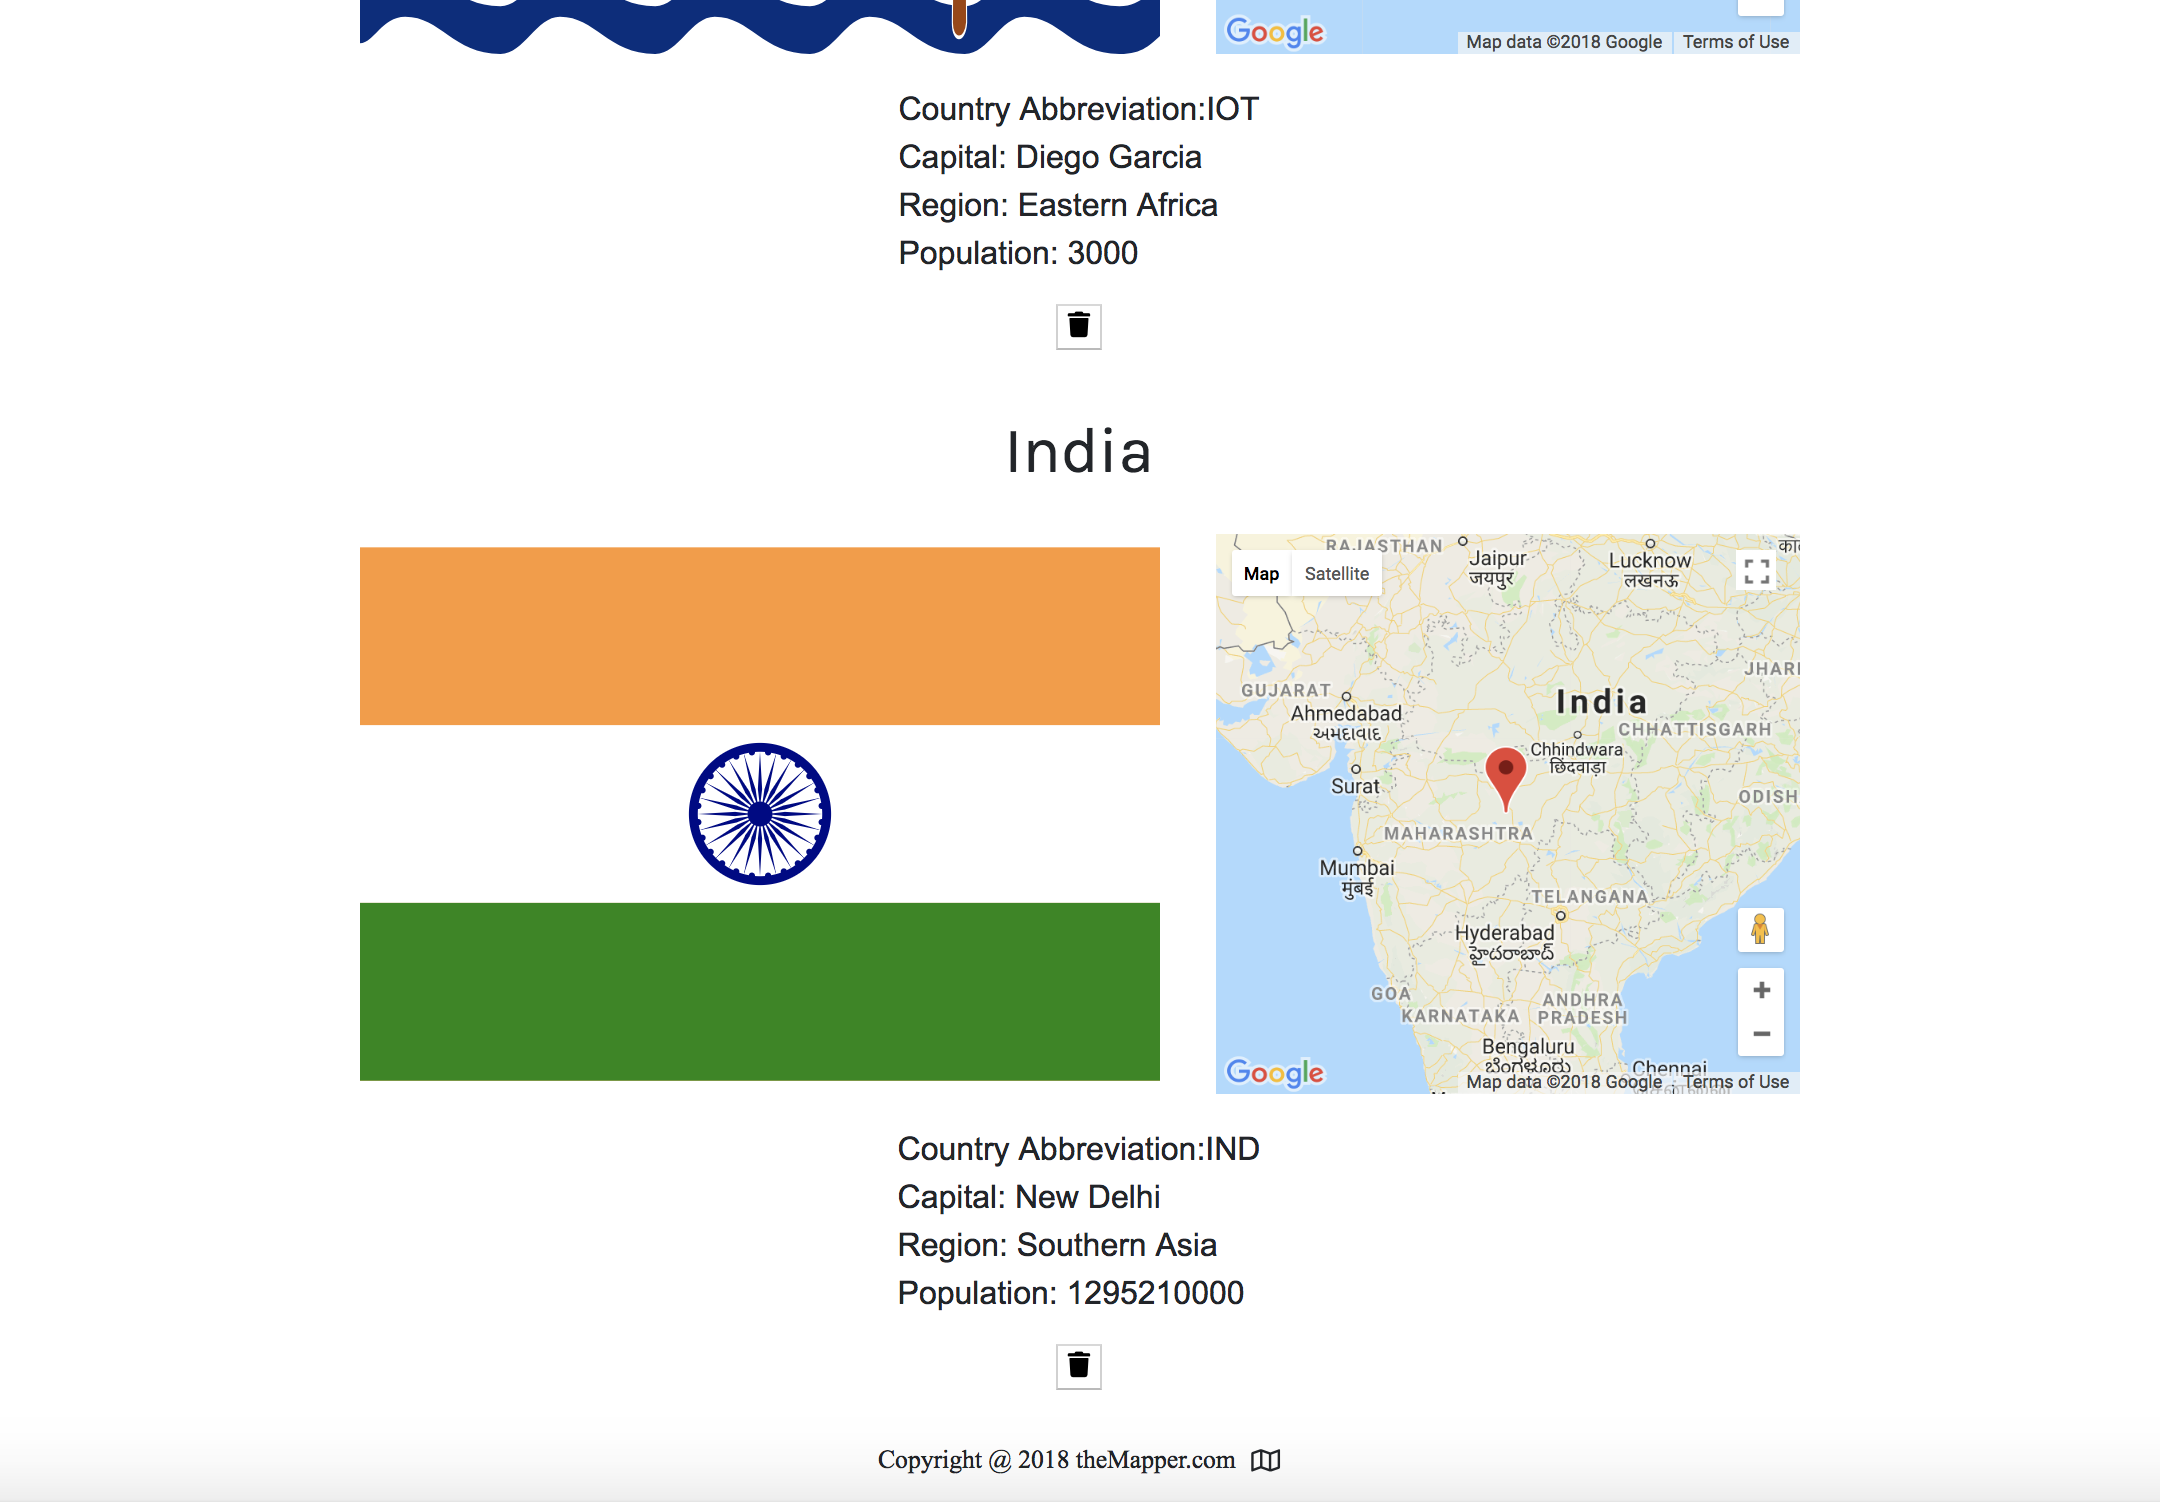 Google
Map data ©2018 Google
Terms of Use
Country Abbreviation:IOT
Capital: Diego Garcia
Region: Eastern Africa
Population: 3000
India
Map
Satellite
RAJASTHAN
Jaipur
जयपुर
Lucknow
लखनऊ
GUJARAT
Ahmedabad
અમદાવાદ
India
CHHATTISGARH
Chhindwara
छिंदवाड़ा
Surat
MAHARASHTRA
Mumbai
मुंबई
TELANGANA
Hyderabad
హైదరాబాద్
GOA
KARNATAKA
ANDHRA
PRADESH
Bengaluru
ಬೆಂಗಳೂರು
Chennai
Google
Map data ©2018 Google
Terms of Use
Country Abbreviation:IND
Capital: New Delhi
Region: Southern Asia
Population: 1295210000
Copyright @ 2018 theMapper.com